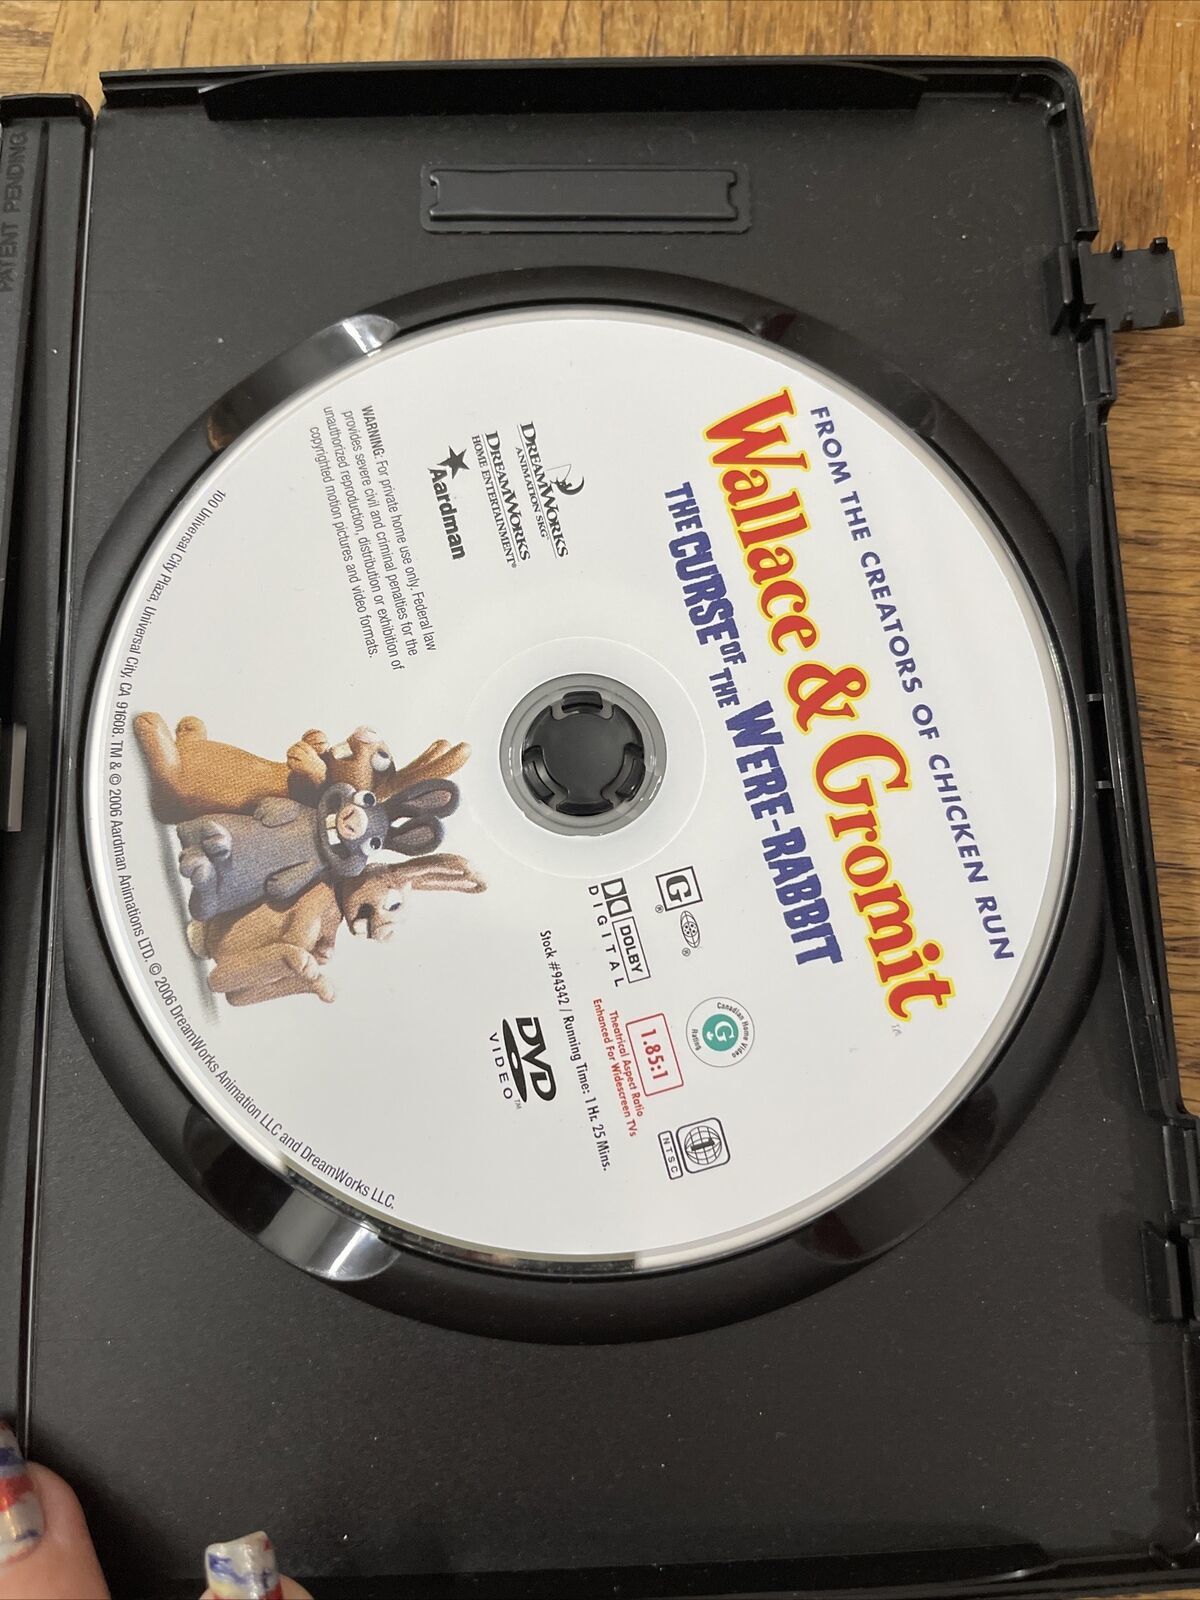 PATENT PENDING
FROM THE CREATORS OF CHICKEN RUN
Wallace & Gromit™
THE CURSE OF THE WERE-RABBIT
DREAMWORKS
ANIMATION SKG
DREAMWORKS
HOME ENTERTAINMENT®
Aardman
WARNING: For private home use only. Federal law
provides severe civil and criminal penalties for the
unauthorized reproduction, distribution or exhibition of
copyrighted motion pictures and video formats.
G
®
®
DOLBY
DIGITAL
Canadian Home Video
G
Rating
1
NTSC
1.85:1
Theatrical Aspect Ratio
Enhanced For Widescreen TVs
Stock #94342 / Running Time: 1 Hr. 25 Mins.
DVD
VIDEO™
100 Universal City Plaza, Universal City, CA 91608. TM & © 2006 Aardman Animations LTD. © 2006 DreamWorks Animation LLC and DreamWorks LLC.